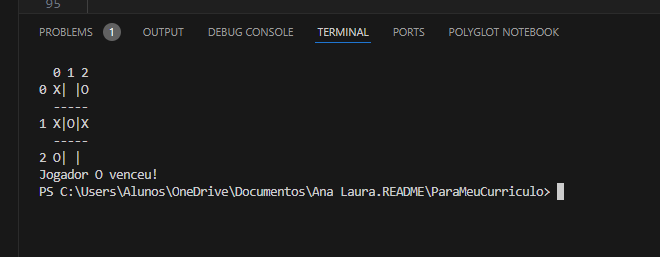 95
PROBLEMS 1 OUTPUT DEBUG CONSOLE TERMINAL PORTS POLYGLOT NOTEBOOK
  0 1 2
0 X| |O
  -----
1 X|O|X
  -----
2 O| |
Jogador O venceu!
PS C:\Users\Alunos\OneDrive\Documentos\Ana Laura.README\ParaMeuCurriculo>